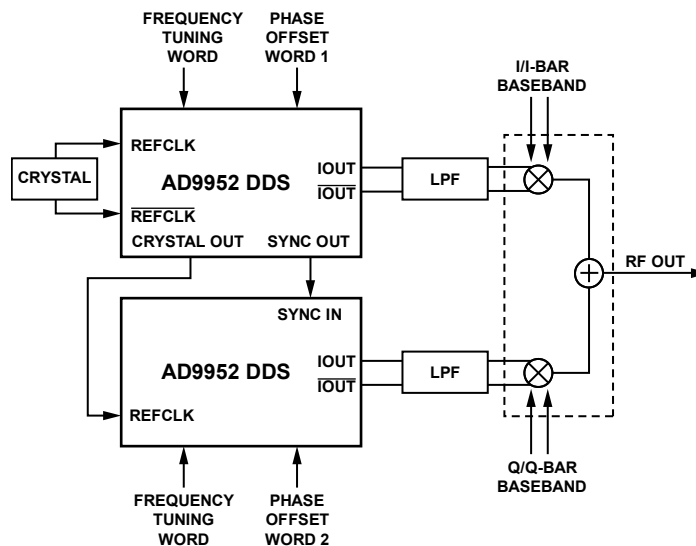 FREQUENCY
TUNING
WORD
PHASE
OFFSET
WORD 1
I/I-BAR
BASEBAND
REFCLK
CRYSTAL
AD9952 DDS
IOUT
IOUT
LPF
REFCLK
CRYSTAL OUT
SYNC OUT
RF OUT
SYNC IN
AD9952 DDS
IOUT
IOUT
LPF
REFCLK
FREQUENCY
TUNING
WORD
PHASE
OFFSET
WORD 2
Q/Q-BAR
BASEBAND